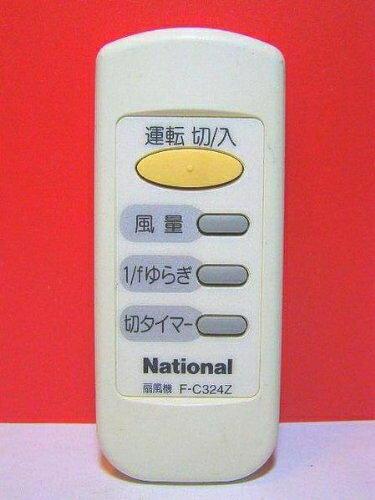 運転 切/入
風量
1/fゆらぎ
切タイマー
National
扇風機 F-C324Z